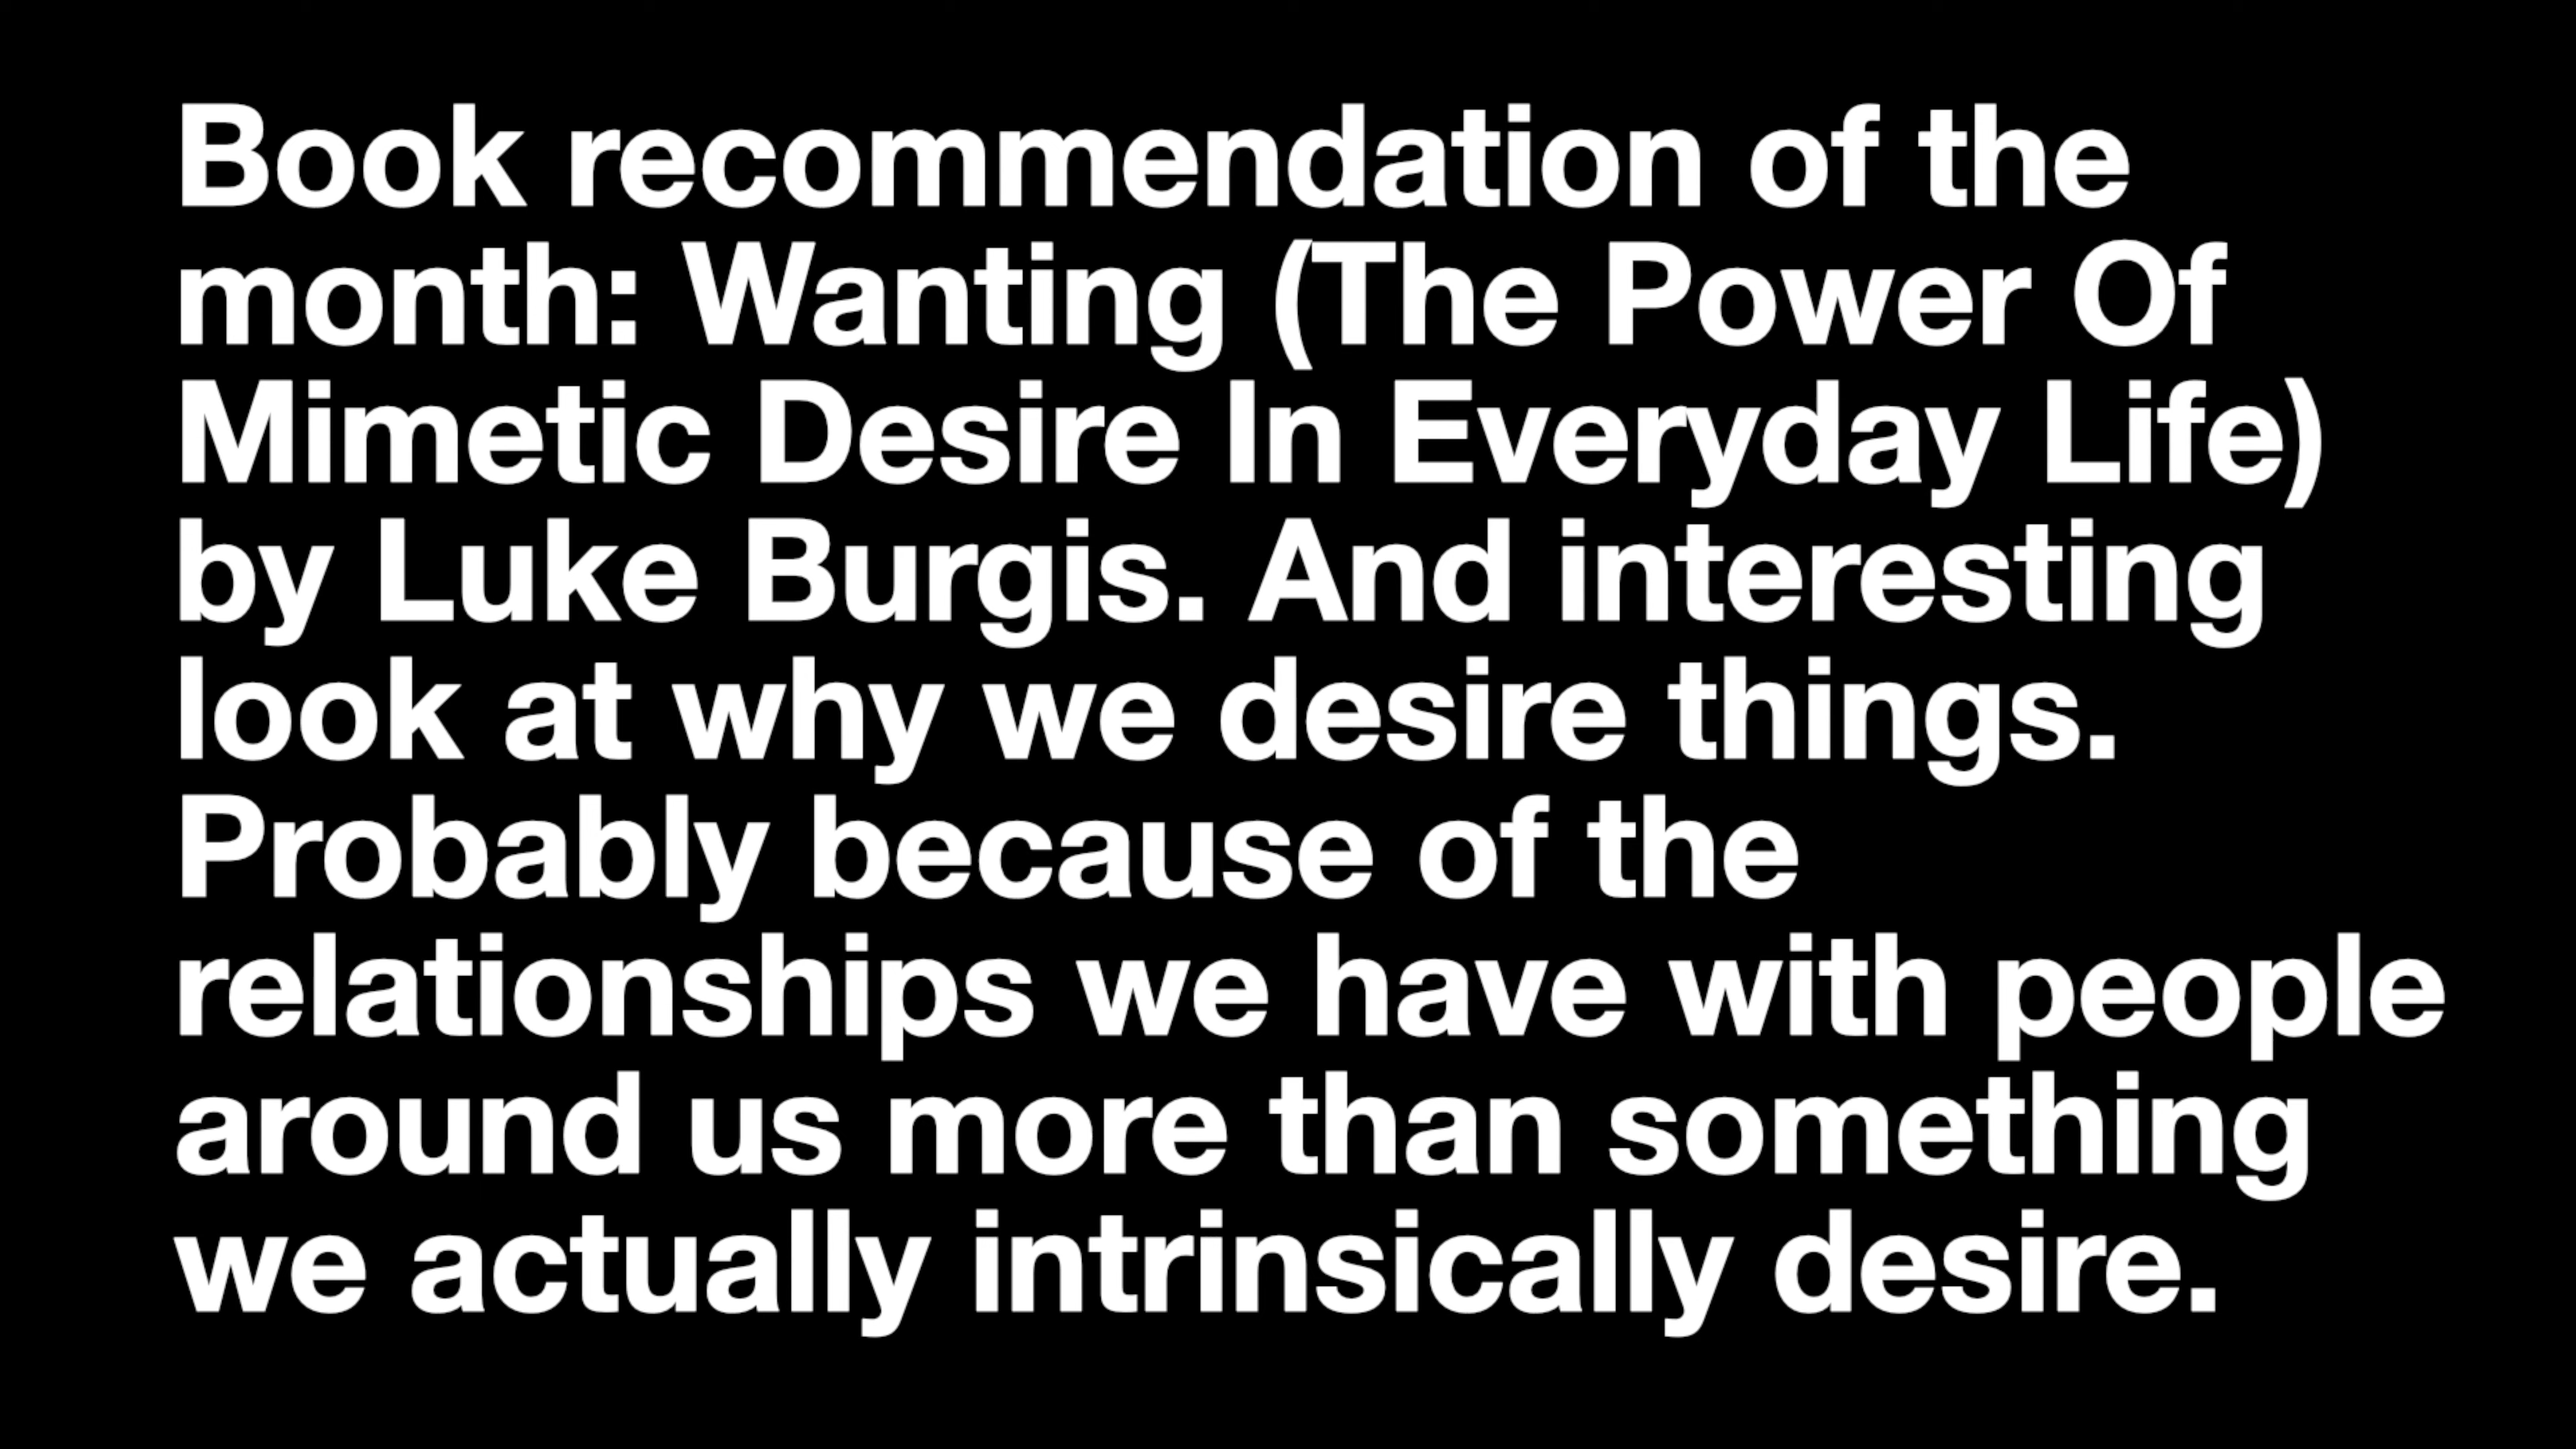 Book recommendation of the
month: Wanting (The Power Of
Mimetic Desire In Everyday Life)
by Luke Burgis. And interesting
look at why we desire things.
Probably because of the
relationships we have with people
around us more than something
we actually intrinsically desire.